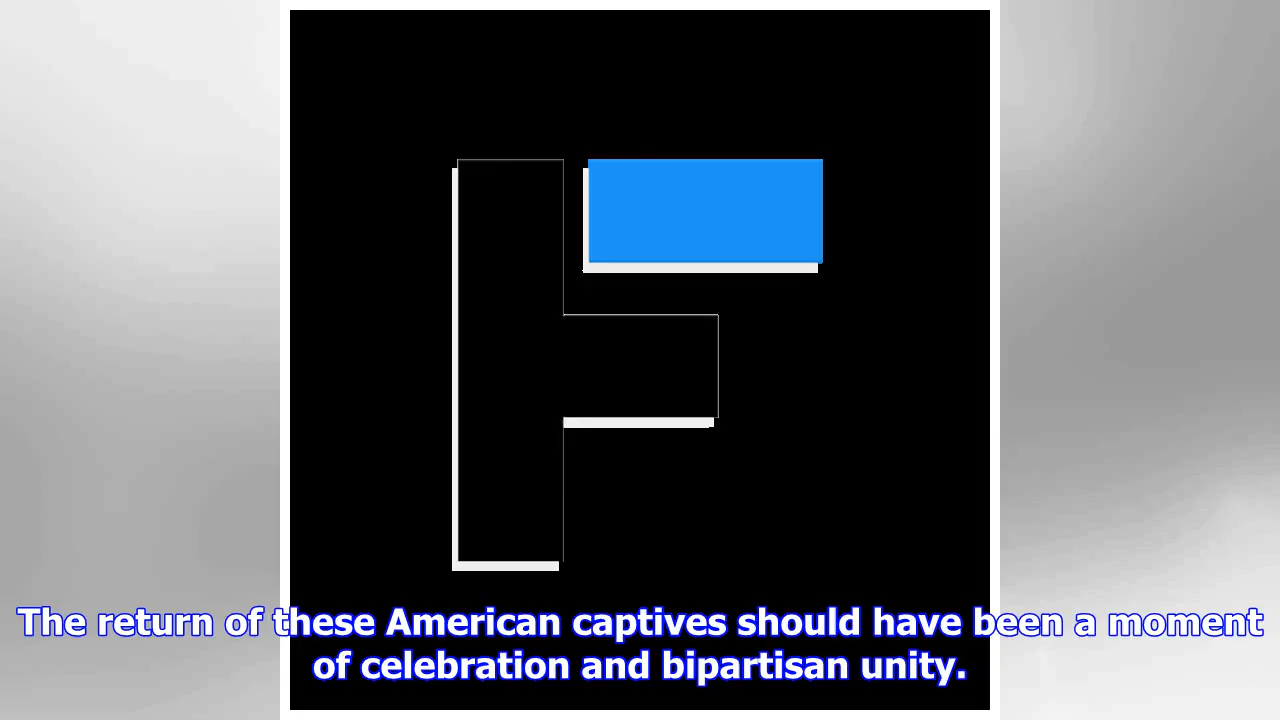 The return of these American captives should have been a moment
of celebration and bipartisan unity.